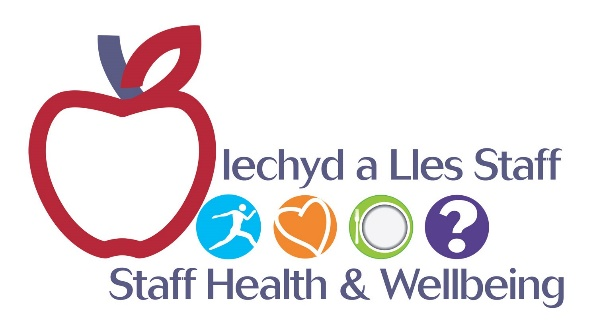 Iechyd a Lles Staff
?
Staff Health & Wellbeing